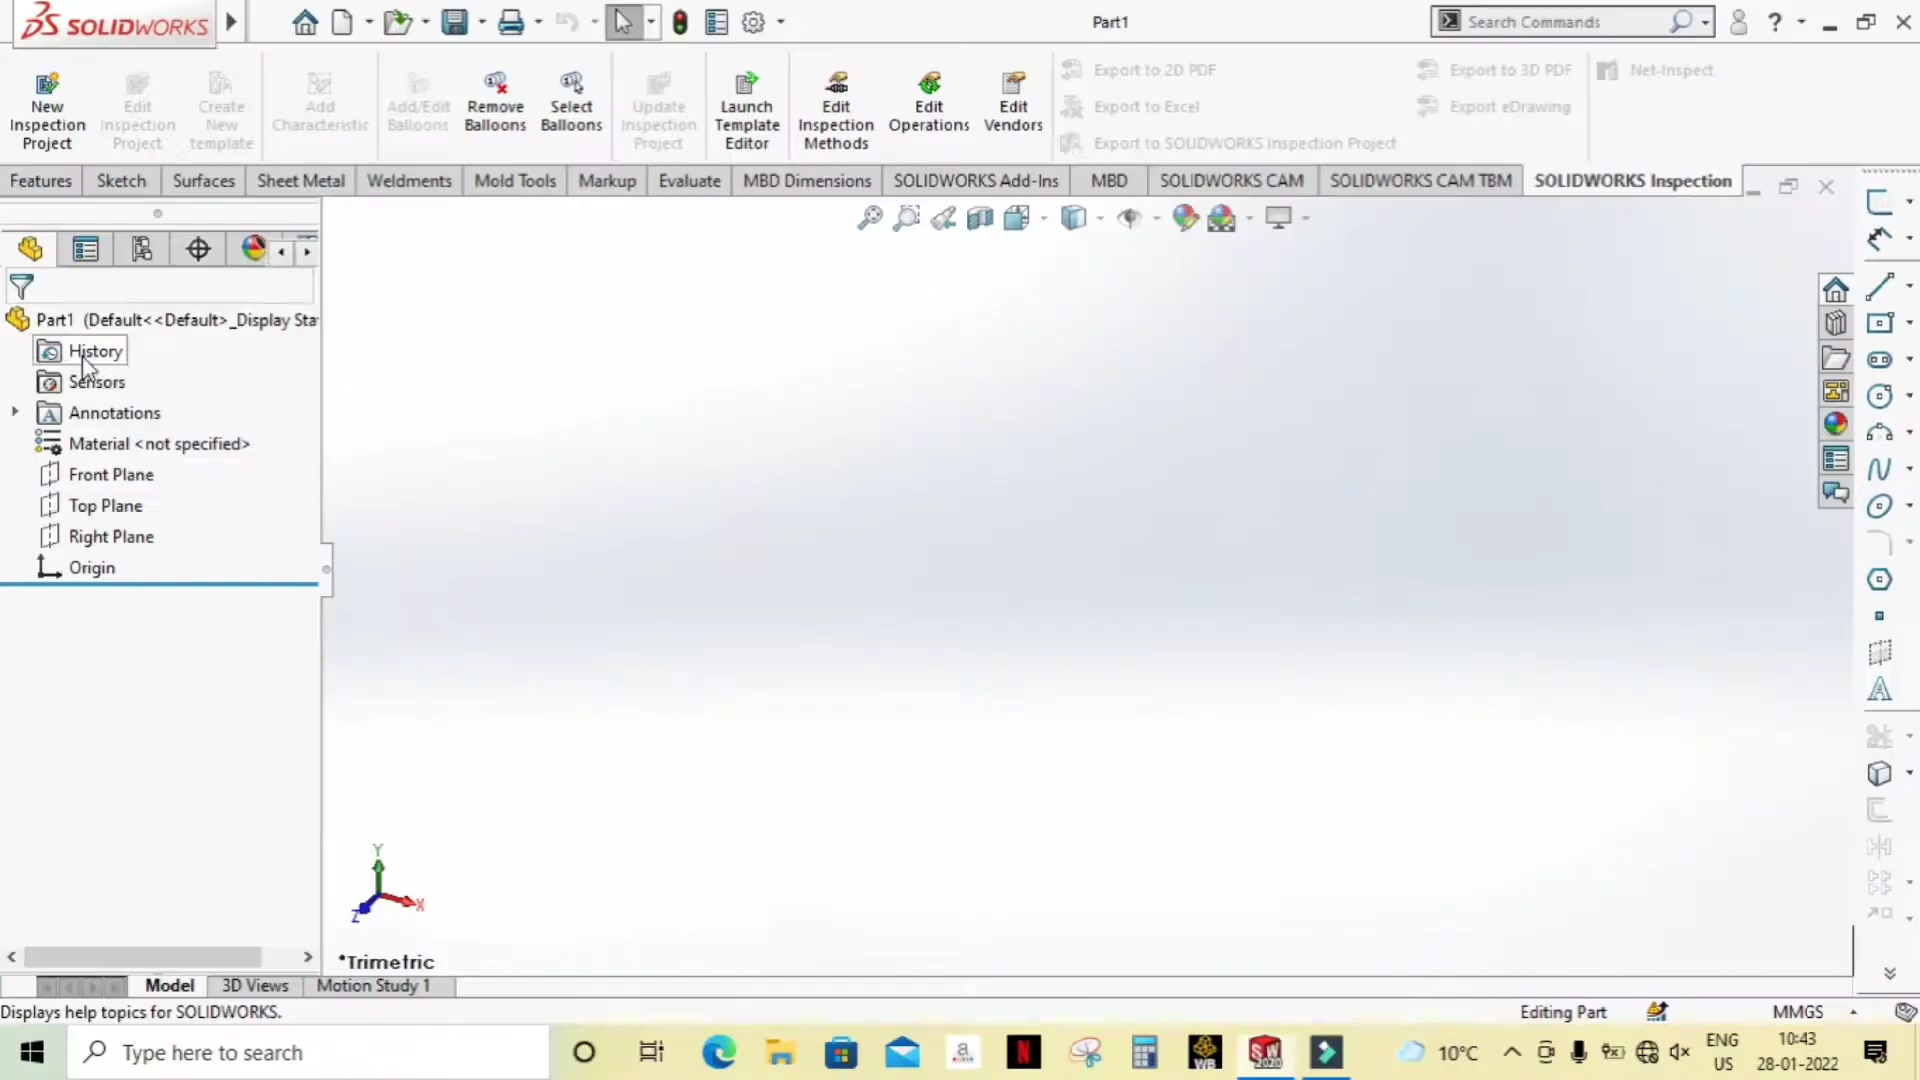 SOLIDWORKS
Part1
Search Commands
?
New Inspection Project
Edit Inspection Project
Create New template
Add Characteristic
Add/Edit Balloons
Remove Balloons
Select Balloons
Update Inspection Project
Launch Template Editor
Edit Inspection Methods
Edit Operations
Edit Vendors
Export to 2D PDF
Export to Excel
Export to SOLIDWORKS Inspection Project
Export to 3D PDF
Export eDrawing
Net-Inspect
Features
Sketch
Surfaces
Sheet Metal
Weldments
Mold Tools
Markup
Evaluate
MBD Dimensions
SOLIDWORKS Add-Ins
MBD
SOLIDWORKS CAM
SOLIDWORKS CAM TBM
SOLIDWORKS Inspection
Part1 (Default<<Default>_Display Sta
History
Sensors
Annotations
Material <not specified>
Front Plane
Top Plane
Right Plane
Origin
Y
X
Z
*Trimetric
Model
3D Views
Motion Study 1
Displays help topics for SOLIDWORKS.
Editing Part
MMGS
Type here to search
a
N
WB
SW
2020
10°C
ENG
US
10:43
28-01-2022